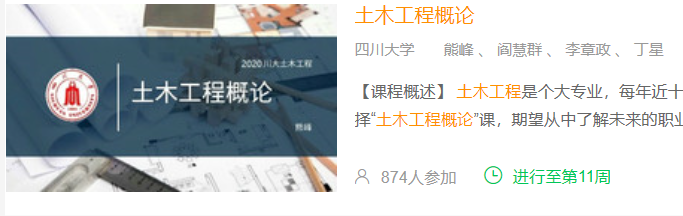 2020川大土木工程
土木工程概论
熊峰
土木工程概论
四川大学 熊峰 、 阎慧群 、 李章政 、 丁星
【课程概述】 土木工程是个大专业，每年近十
择“土木工程概论”课，期望从中了解未来的职业
874人参加 进行至第11周